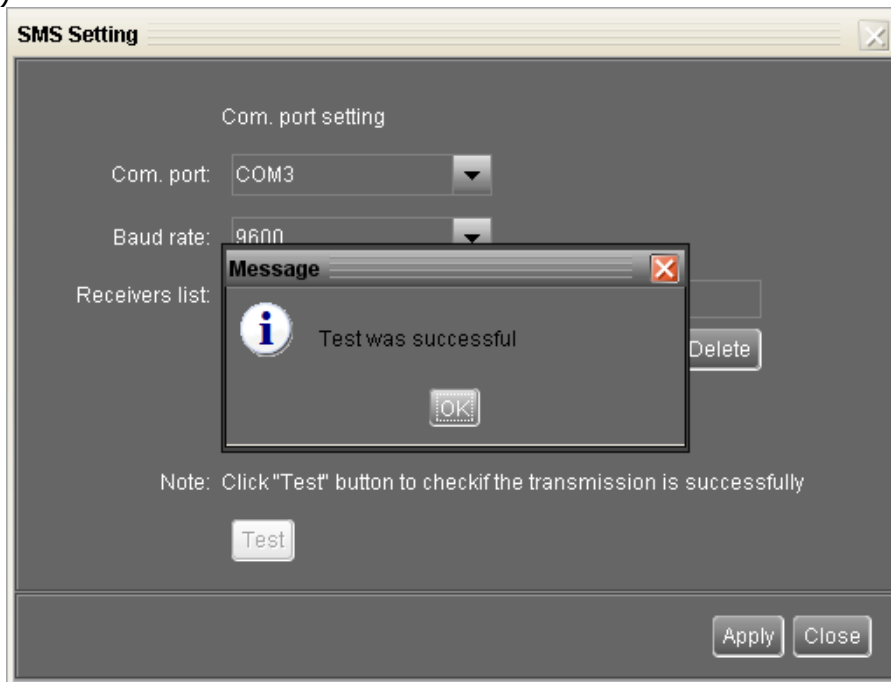 )
SMS Setting
Com. port setting
Com. port: COM3
Baud rate: 9600
Message
Receivers list:
Test was successful
Delete
OK
Note: Click "Test" button to checkif the transmission is successfully
Test
Apply Close